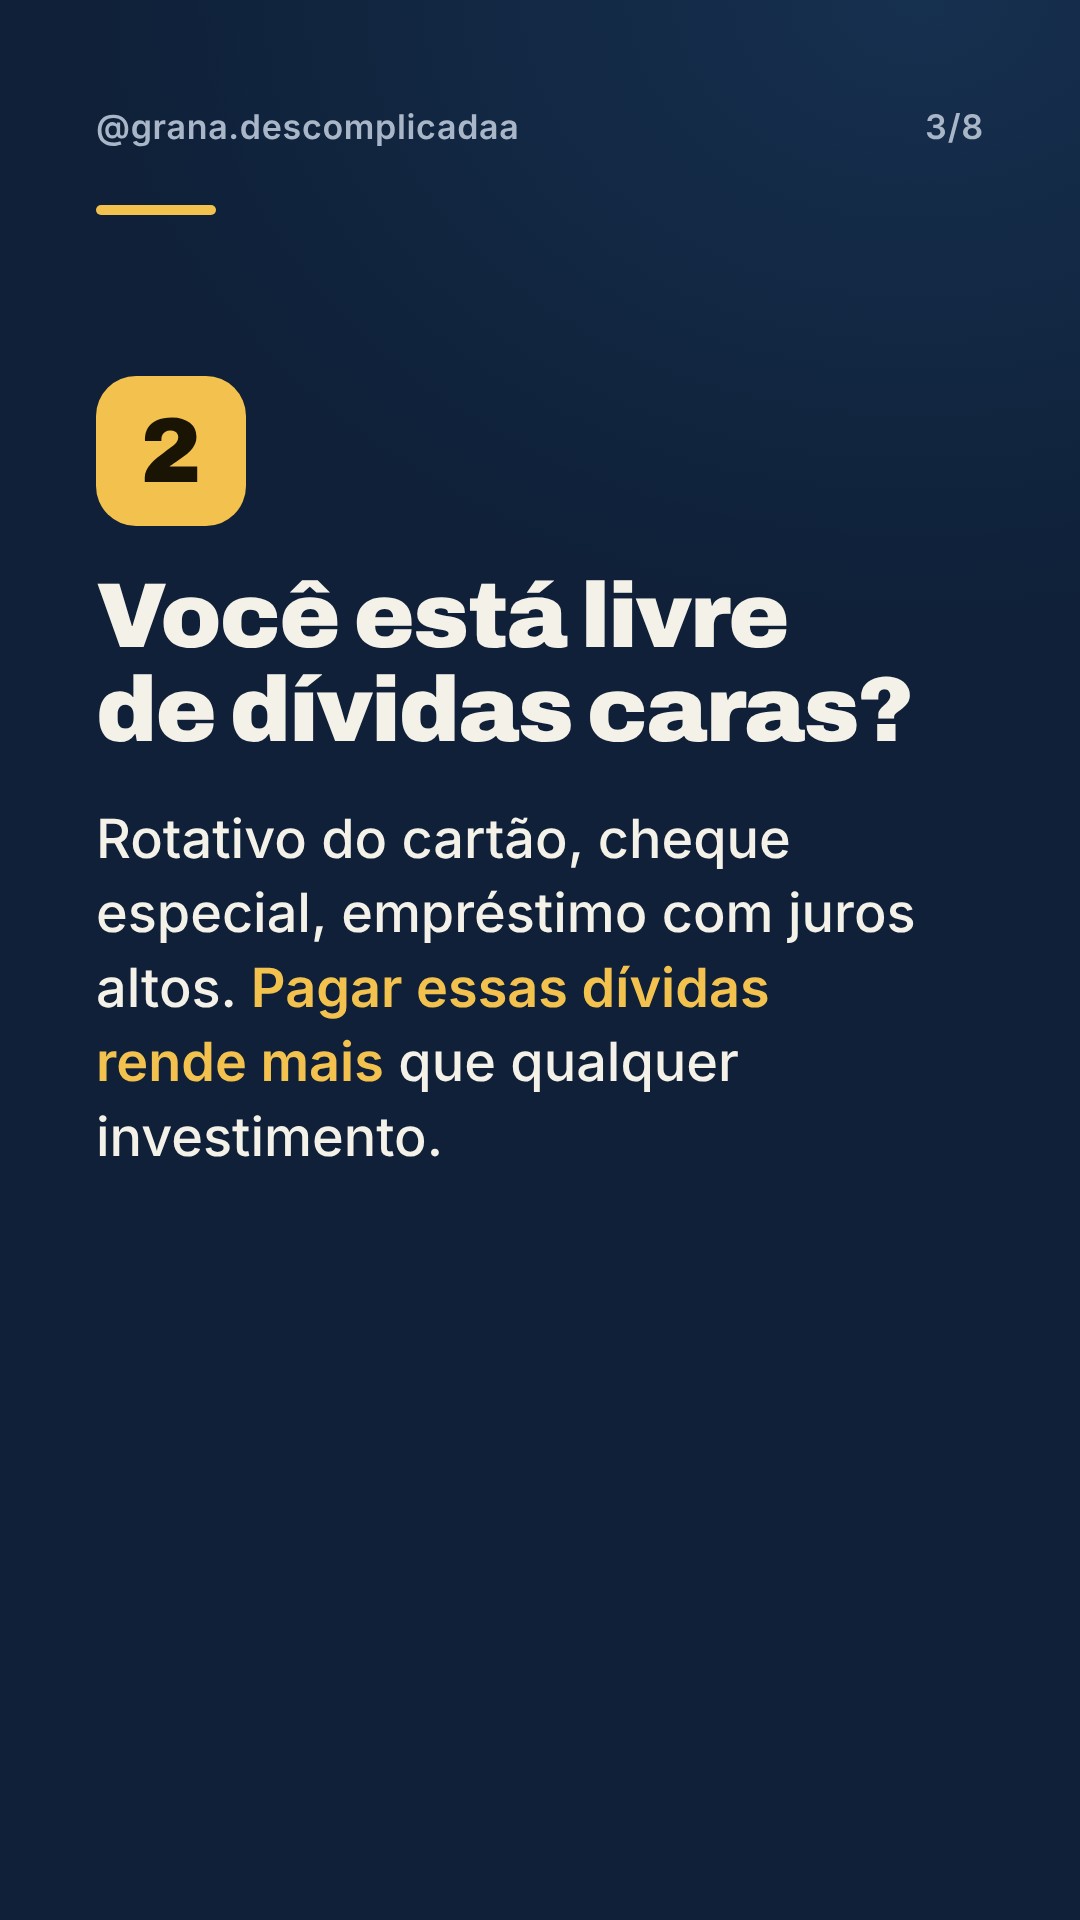 @grana.descomplicadaa
3/8
2
Você está livre
de dívidas caras?
Rotativo do cartão, cheque
especial, empréstimo com juros
altos. Pagar essas dívidas
rende mais que qualquer
investimento.